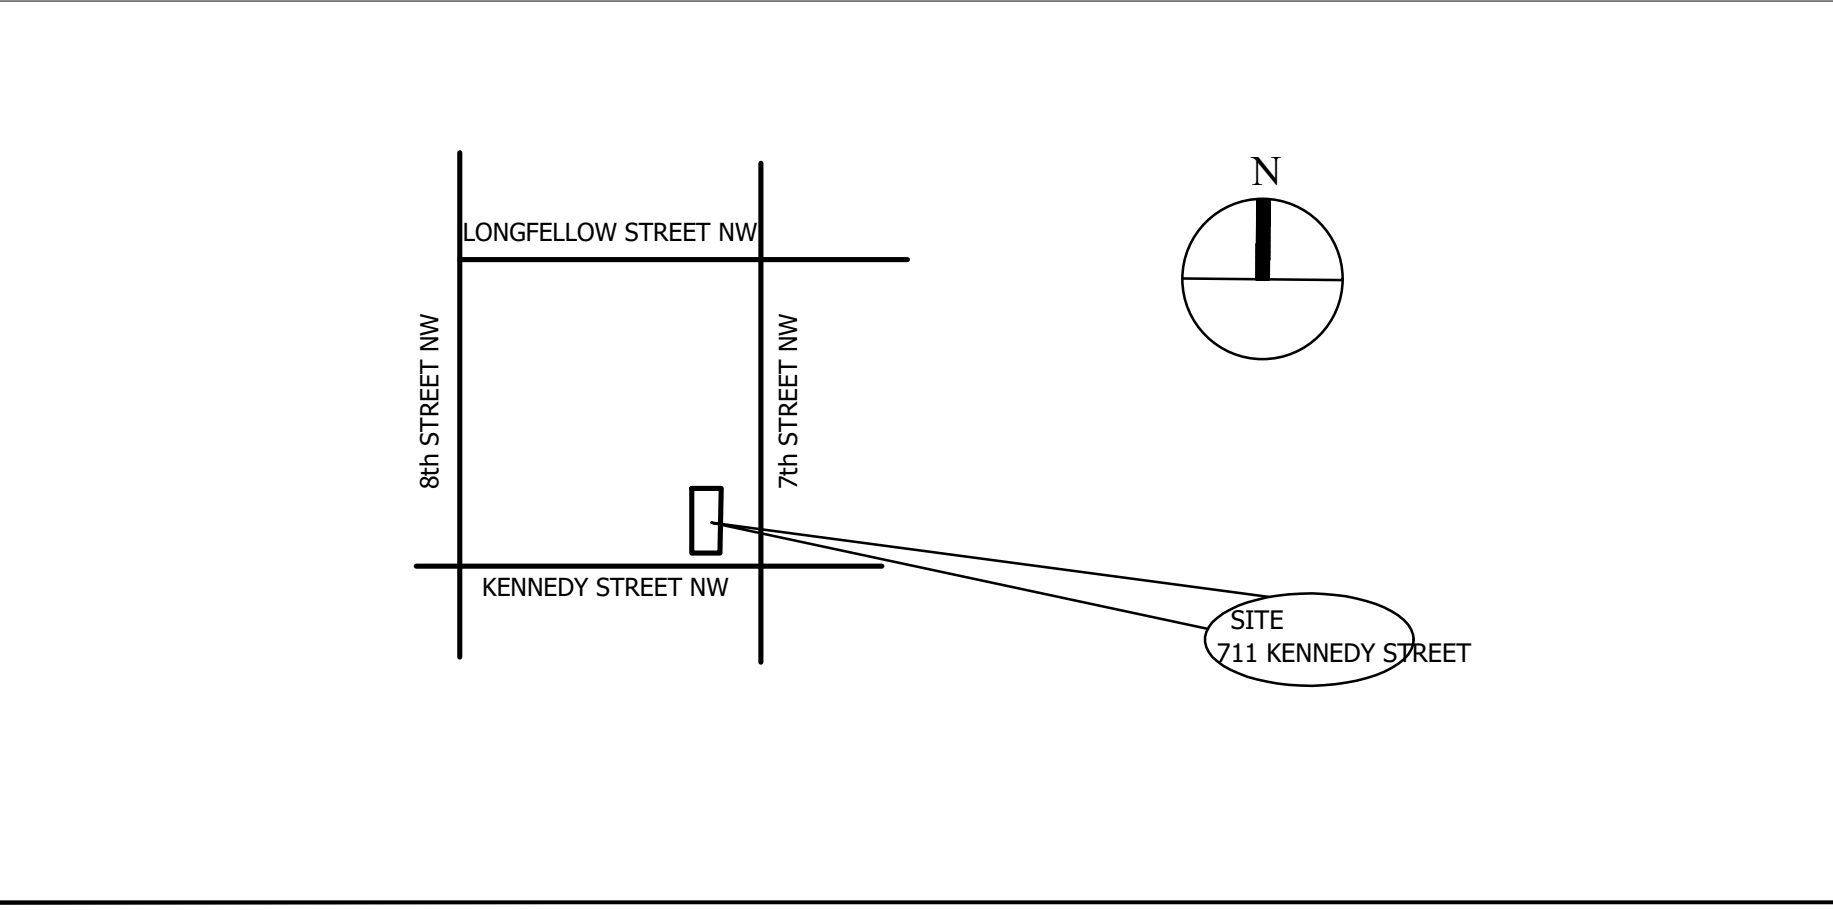 N
LONGFELLOW STREET NW
8th STREET NW
7th STREET NW
KENNEDY STREET NW
SITE
711 KENNEDY STREET